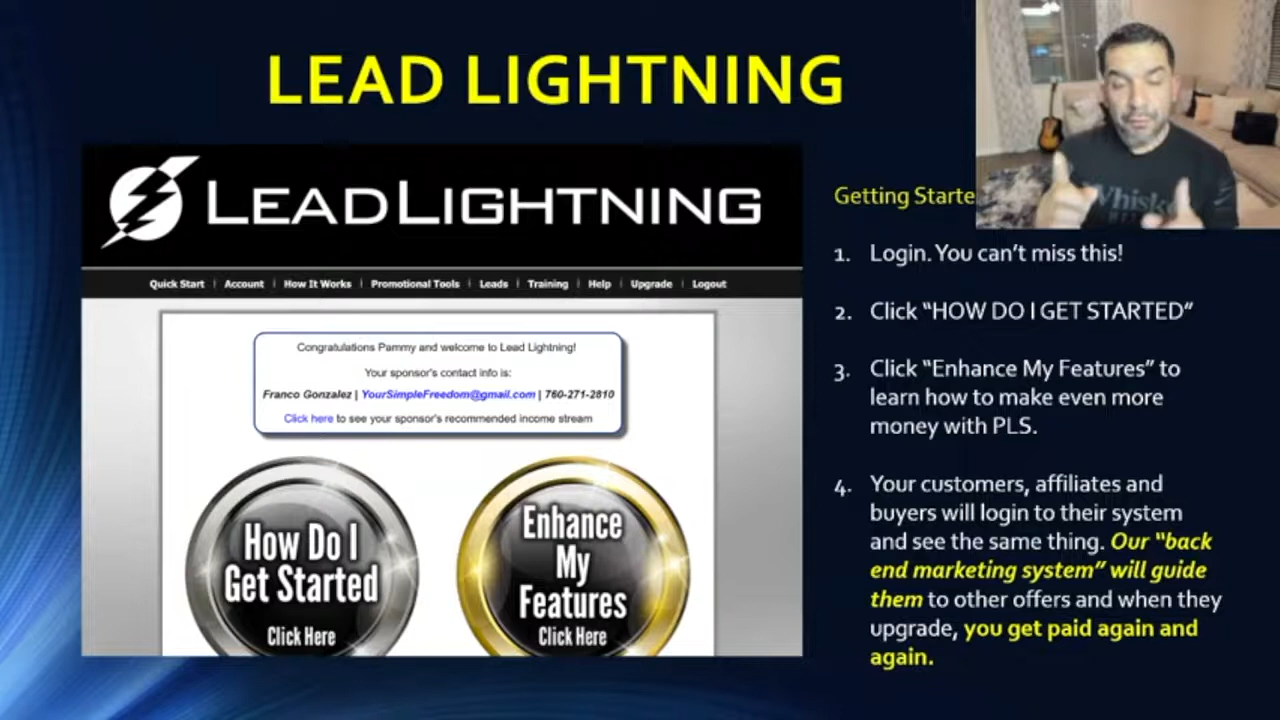 LEAD LIGHTNING
LEADLIGHTNING
Quick Start | Account | How It Works | Promotional Tools | Leads | Training | Help | Upgrade | Logout
Congratulations Pammy and welcome to Lead Lightning!
Your sponsor's contact info is:
Franco Gonzalez | YourSimpleFreedom@gmail.com | 760-271-2810
Click here to see your sponsor's recommended income stream
How Do I
Get Started
Click Here
Enhance
My
Features
Click Here
Getting Starte
1. Login. You can't miss this!
2. Click “HOW DO I GET STARTED”
3. Click “Enhance My Features” to
learn how to make even more
money with PLS.
4. Your customers, affiliates and
buyers will login to their system
and see the same thing. Our “back
end marketing system” will guide
them to other offers and when they
upgrade, you get paid again and
again.